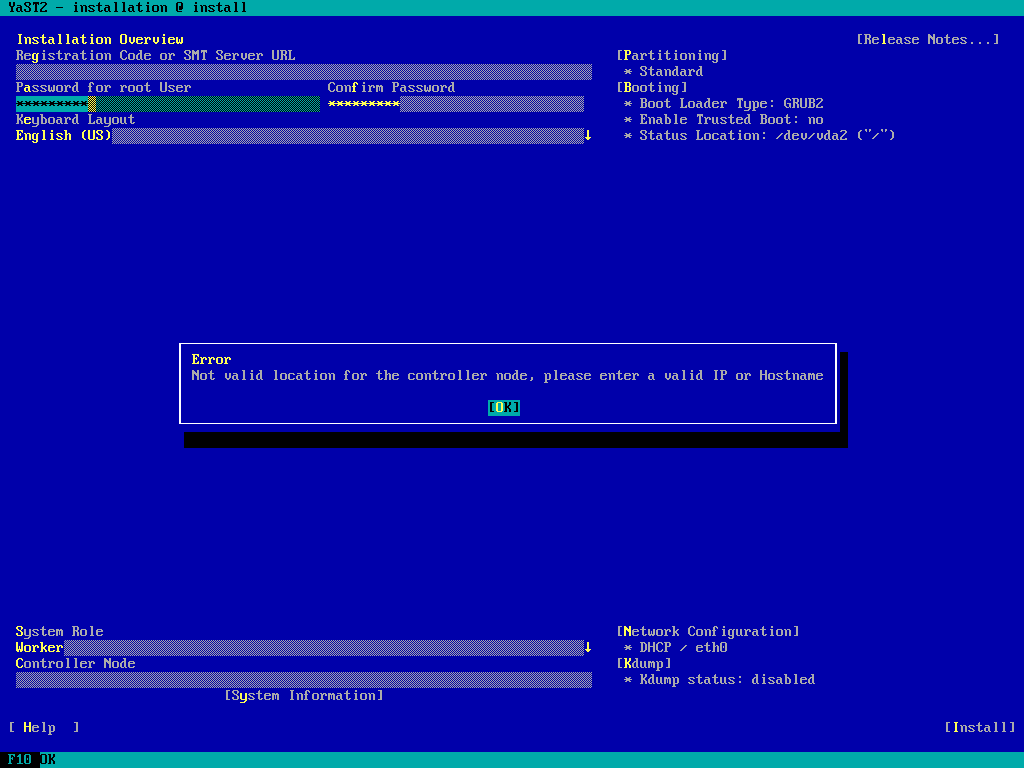 YaST2 - installation @ install
Installation Overview [Release Notes...]
Registration Code or SMT Server URL [Partitioning]
* Standard
Password for root User Confirm Password [Booting]
********* ********* * Boot Loader Type: GRUB2
Keyboard Layout * Enable Trusted Boot: no
English (US)↓ * Status Location: /dev/vda2 ("/")
Error
Not valid location for the controller node, please enter a valid IP or Hostname
[OK]
System Role [Network Configuration]
Worker↓ * DHCP / eth0
Controller Node [Kdump]
* Kdump status: disabled
[System Information]
[ Help ] [Install]
F10 OK